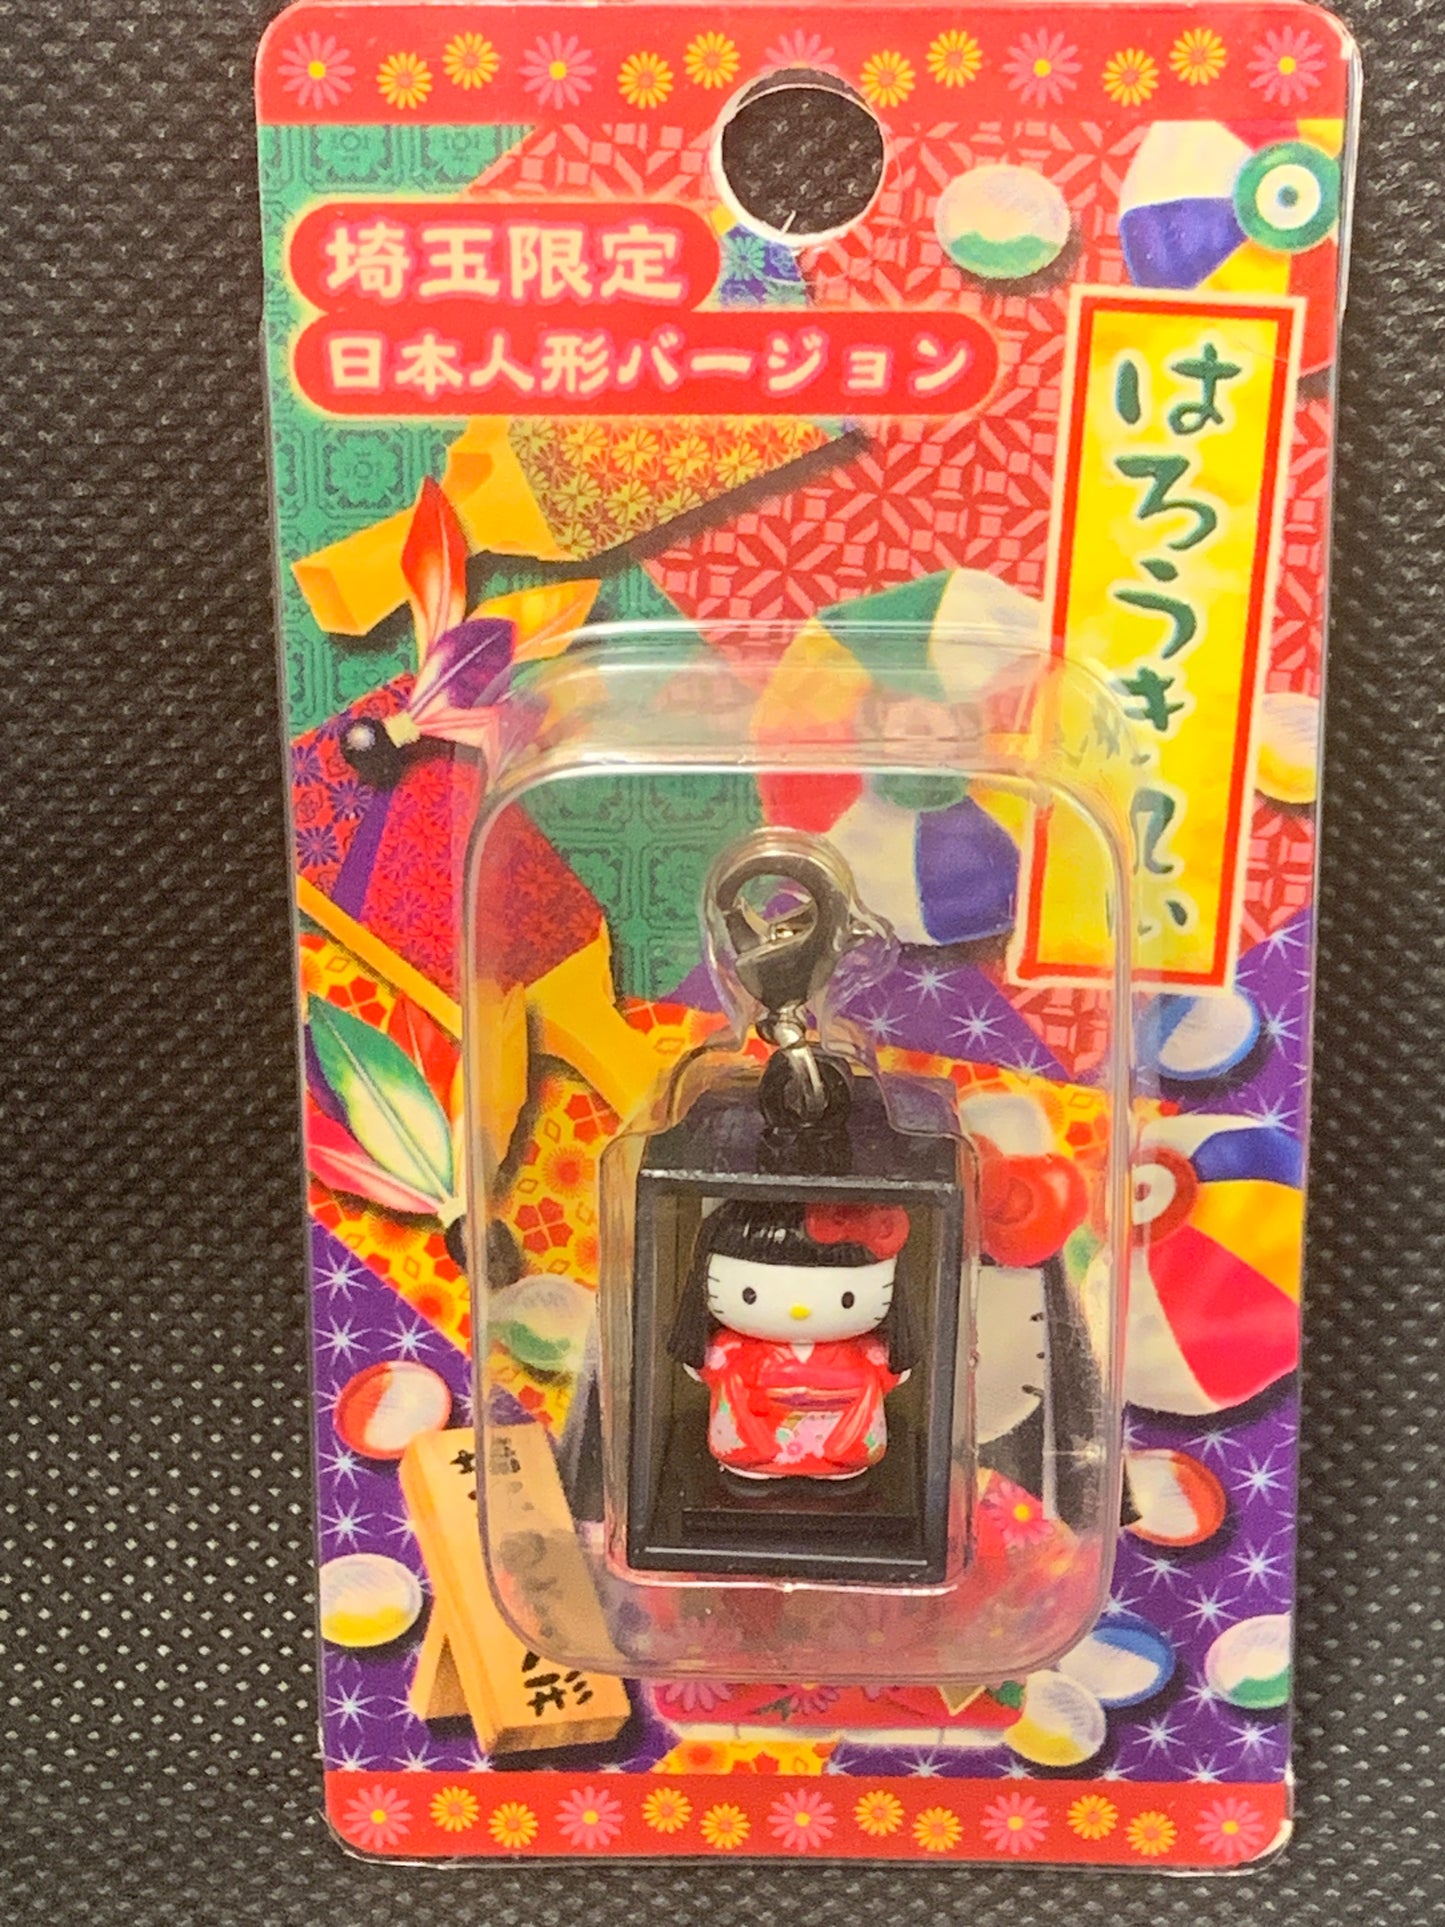 埼玉限定
日本人形バージョン
はろうきてぃ